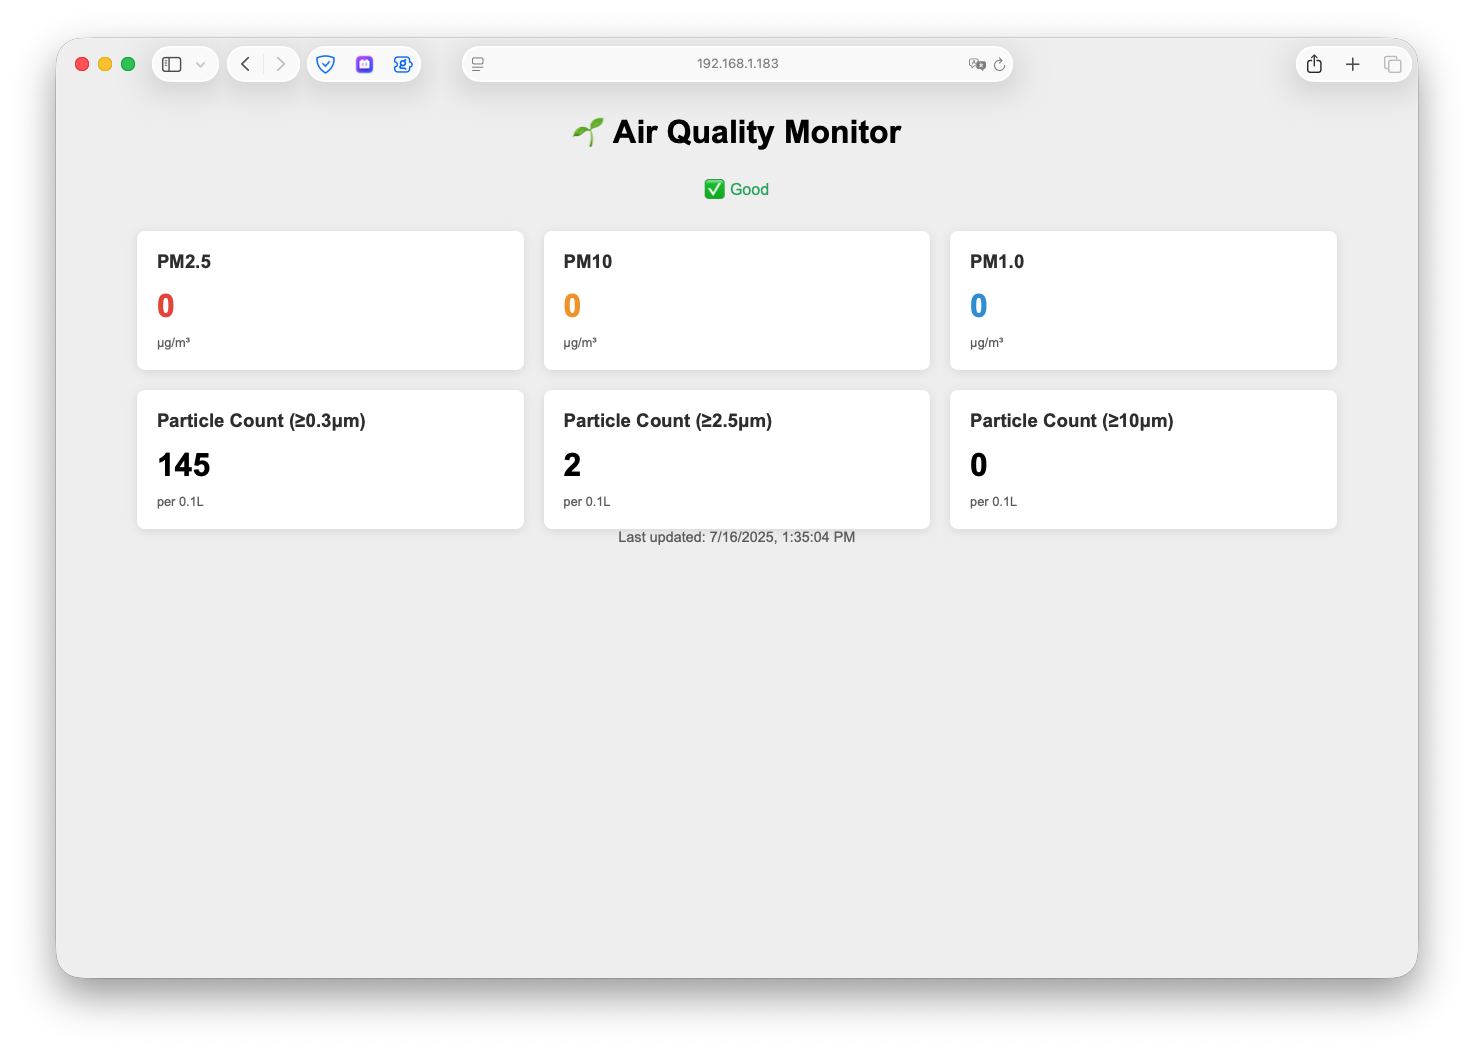 192.168.1.183
🌱 Air Quality Monitor
✅ Good
PM2.5
0
µg/m³
PM10
0
µg/m³
PM1.0
0
µg/m³
Particle Count (≥0.3µm)
145
per 0.1L
Particle Count (≥2.5µm)
2
per 0.1L
Particle Count (≥10µm)
0
per 0.1L
Last updated: 7/16/2025, 1:35:04 PM